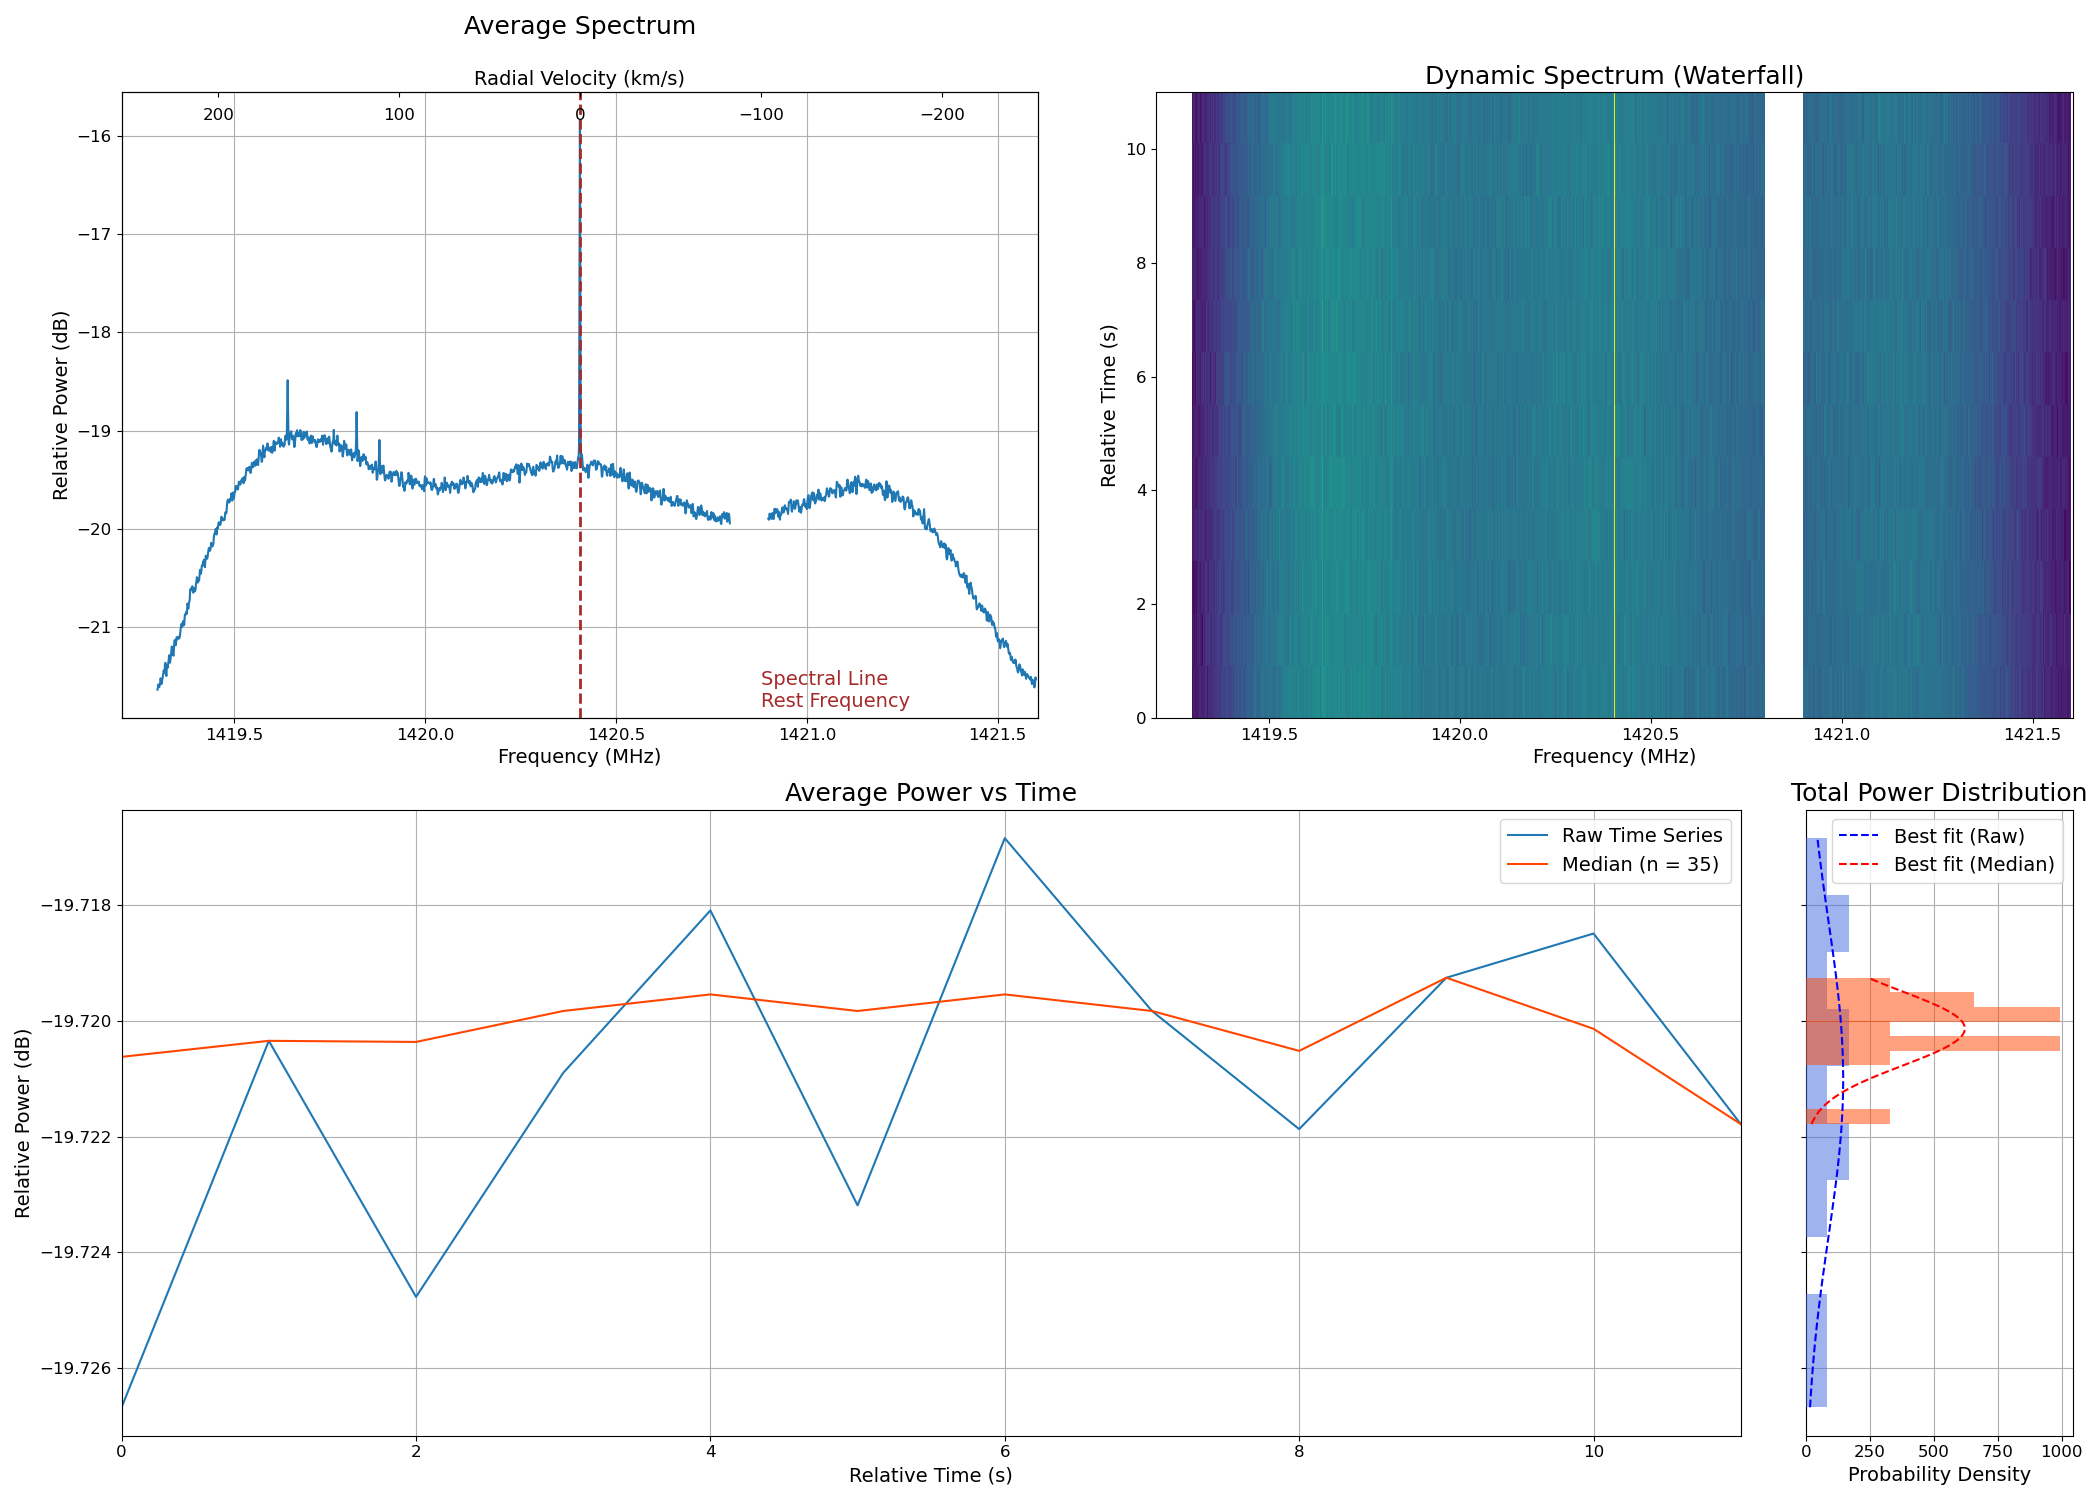 Average Spectrum
Radial Velocity (km/s)
200 100 0 −100 −200
−16
−17
−18
−19
−20
−21
Relative Power (dB)
Spectral Line
Rest Frequency
1419.5 1420.0 1420.5 1421.0 1421.5
Frequency (MHz)
Dynamic Spectrum (Waterfall)
10
8
6
4
2
0
Relative Time (s)
1419.5 1420.0 1420.5 1421.0 1421.5
Frequency (MHz)
Average Power vs Time
Raw Time Series
Median (n = 35)
−19.718
−19.720
−19.722
−19.724
−19.726
Relative Power (dB)
0 2 4 6 8 10
Relative Time (s)
Total Power Distribution
Best fit (Raw)
Best fit (Median)
0 250 500 750 1000
Probability Density